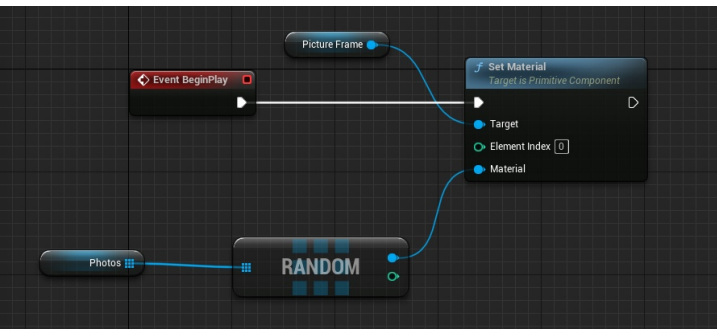 Picture Frame
Event BeginPlay
f Set Material
Target is Primitive Component
Target
Element Index 0
Material
Photos
RANDOM